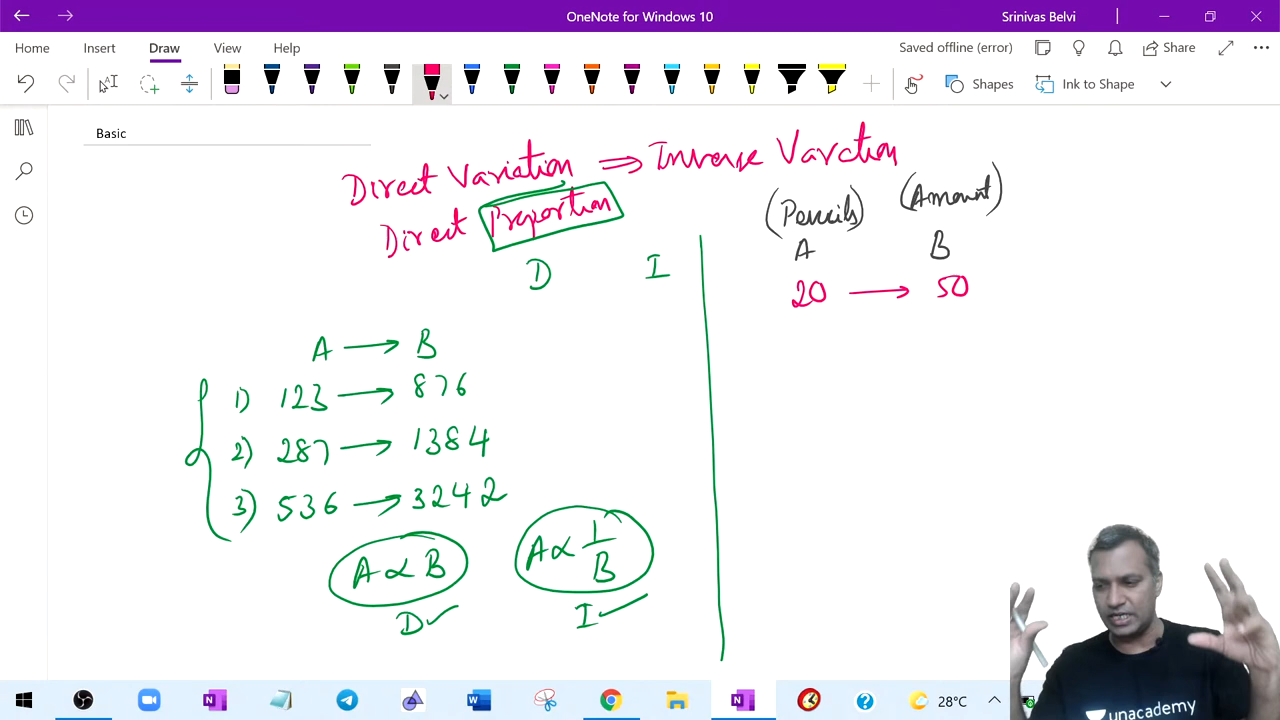 OneNote for Windows 10
Srinivas Belvi
Home Insert Draw View Help
Saved offline (error) Share
Shapes Ink to Shape
Basic
Direct Variation ⇒ Inverse Varction
Direct Proportion
D I
A → B
1) 123 → 876
2) 287 → 1384
3) 536 → 3242
A ∝ B A ∝ 1/B
D✓ I✓
(Pencils) (Amount)
A B
20 → 50
unacademy
28°C